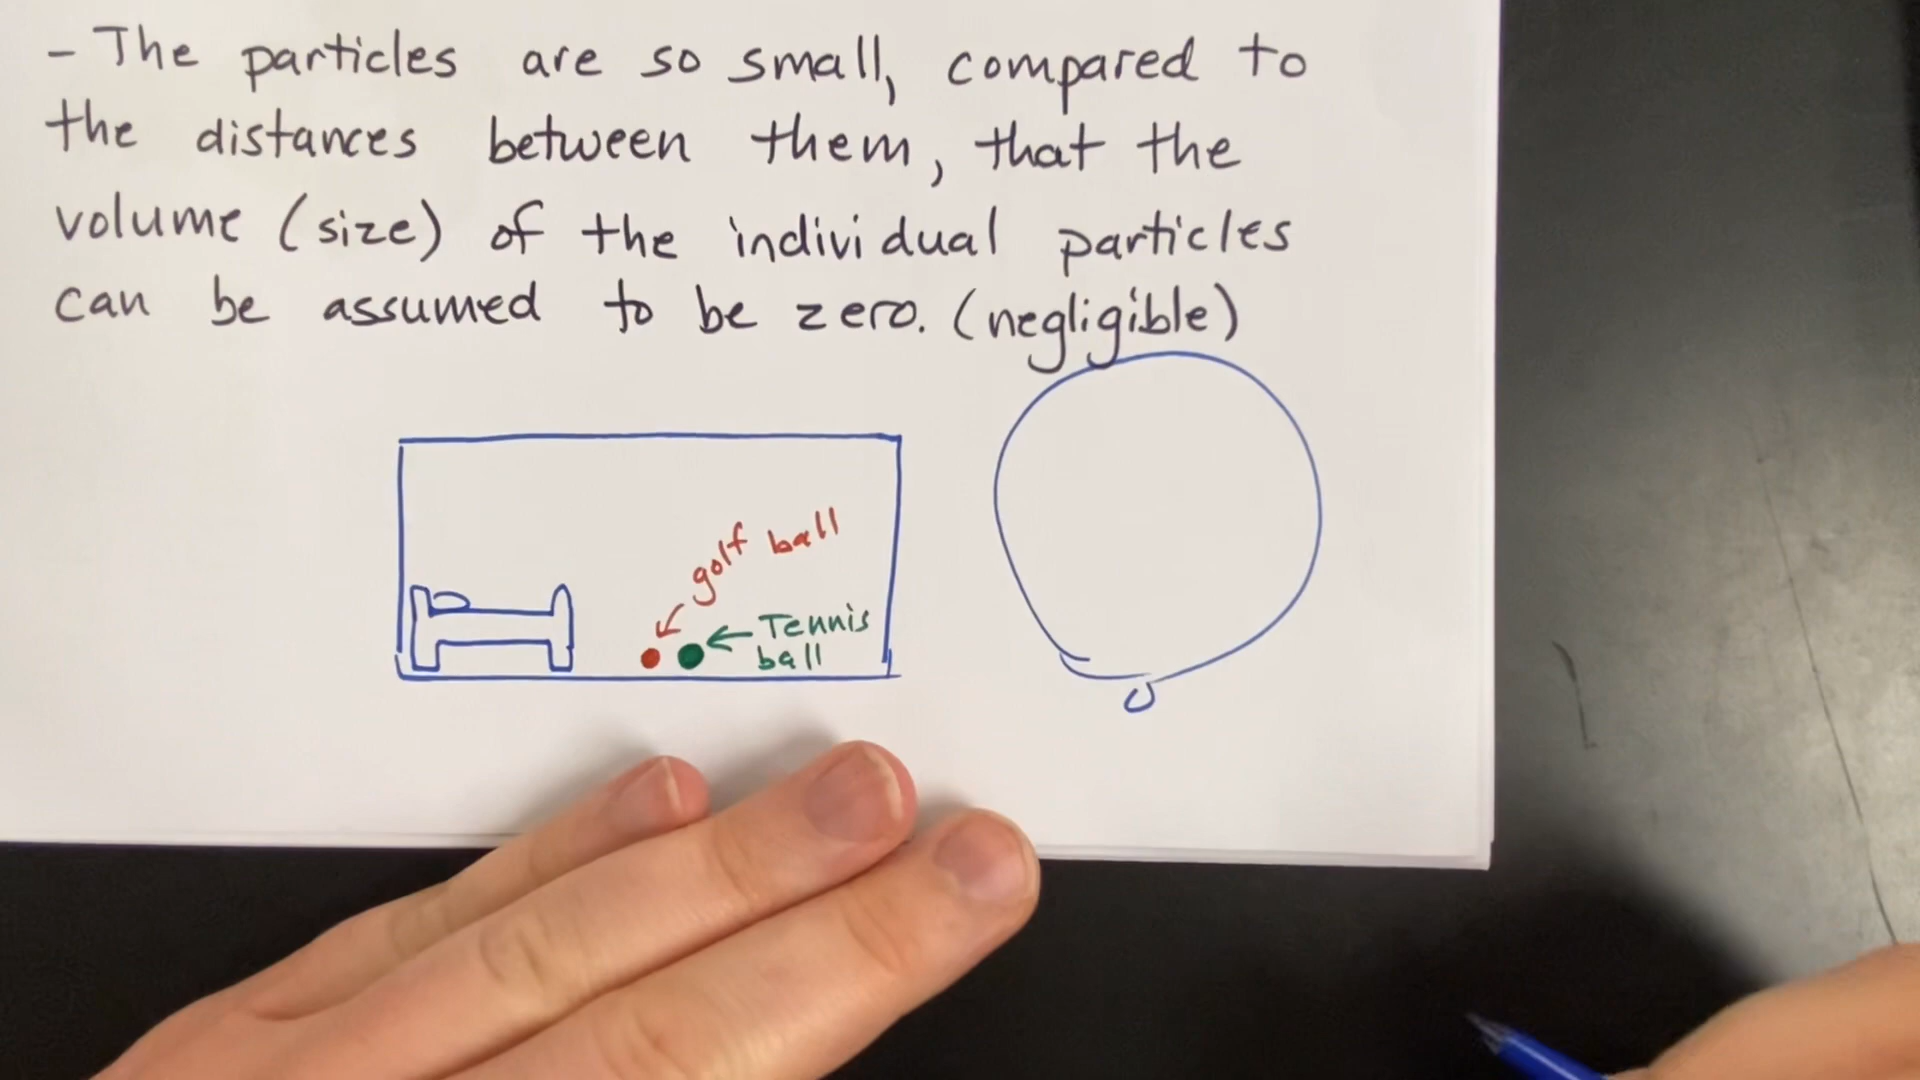 - The particles are so small, compared to
the distances between them, that the
volume (size) of the individual particles
can be assumed to be zero. (negligible)
golf ball
Tennis
ball